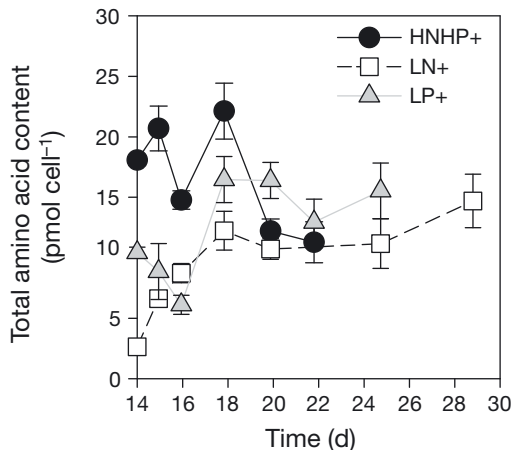 Total amino acid content
(pmol cell⁻¹)
30
25
20
15
10
5
0
HNHP+
LN+
LP+
14 16 18 20 22 24 26 28 30
Time (d)